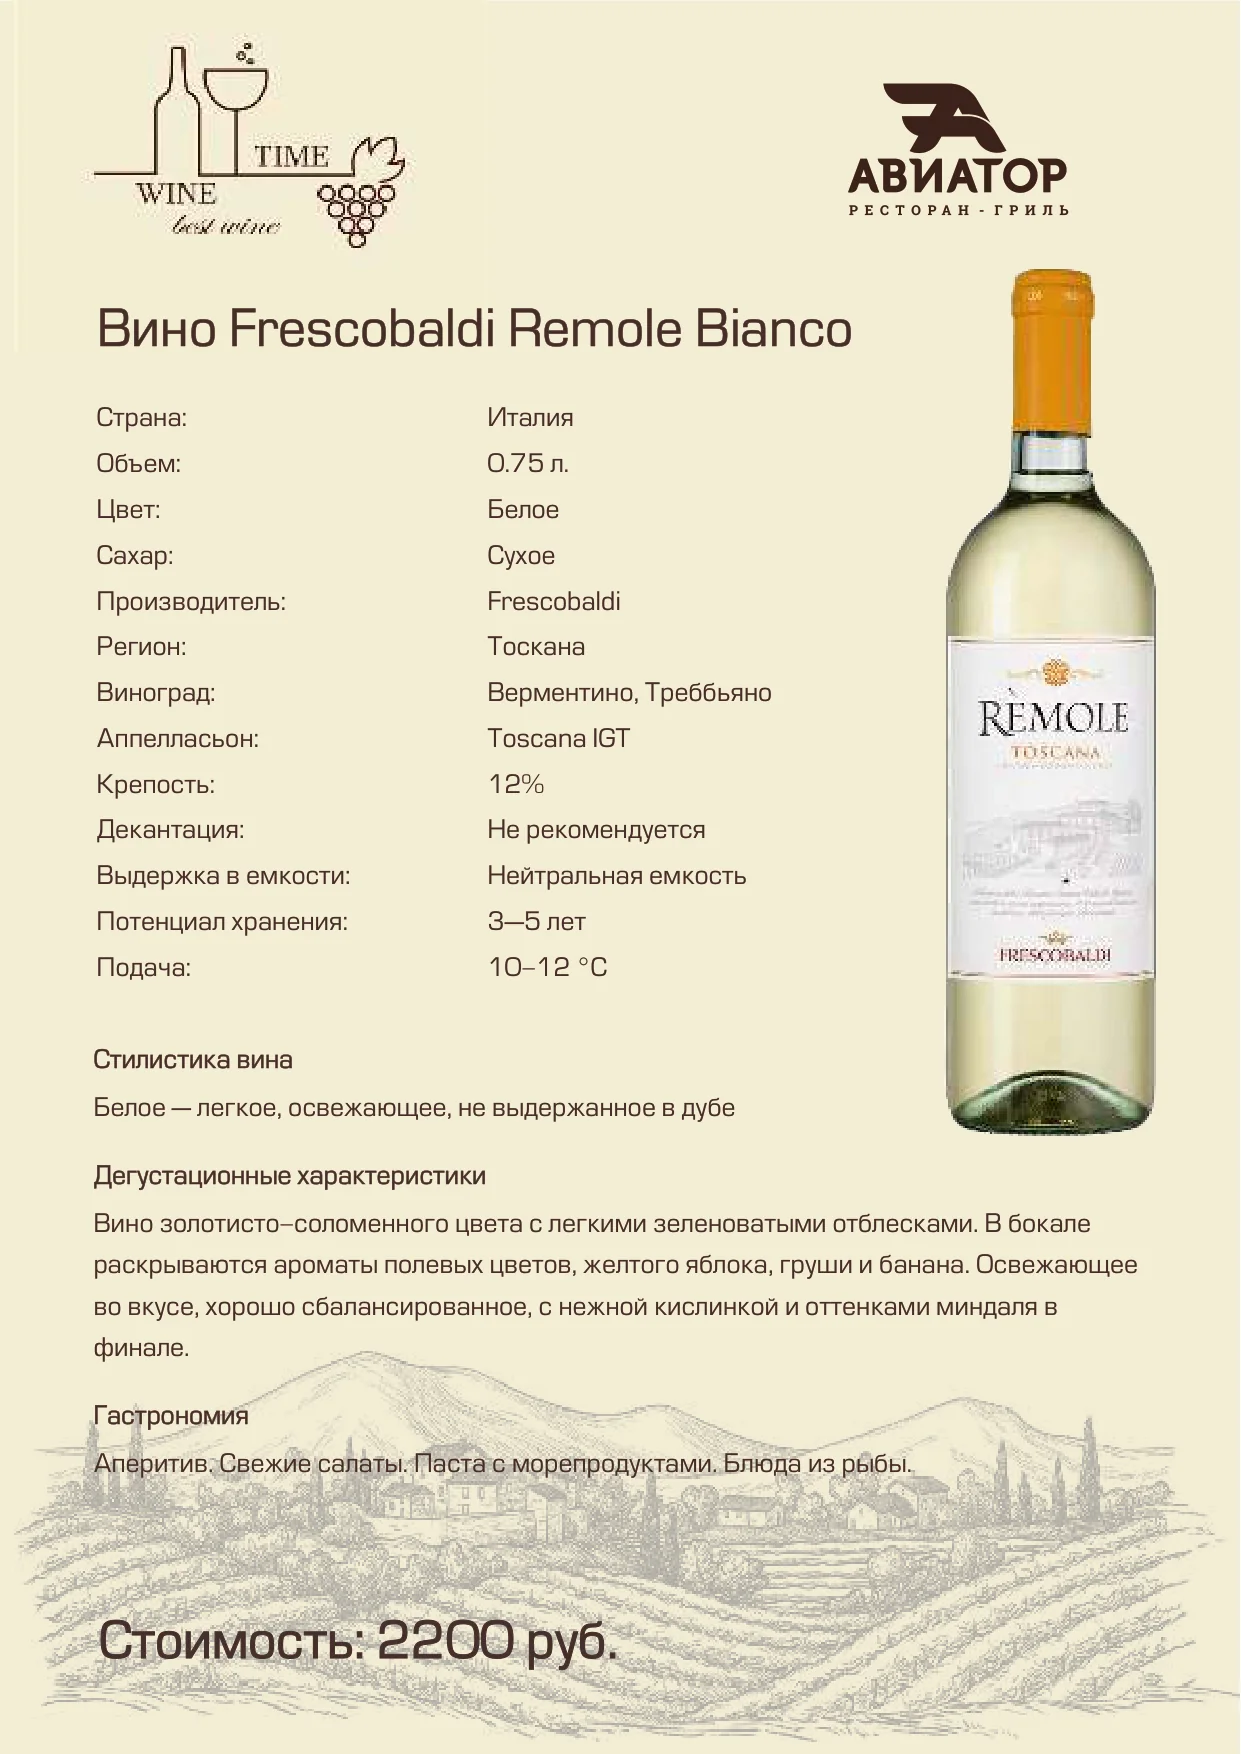 TIME
WINE
best wine
АВИАТОР
РЕСТОРАН - ГРИЛЬ
Вино Frescobaldi Remole Bianco
Страна: Италия
Объем: 0.75 л.
Цвет: Белое
Сахар: Сухое
Производитель: Frescobaldi
Регион: Тоскана
Виноград: Верментино, Треббьяно
Аппелласьон: Toscana IGT
Крепость: 12%
Декантация: Не рекомендуется
Выдержка в емкости: Нейтральная емкость
Потенциал хранения: 3—5 лет
Подача: 10–12 °C
RÈMOLE
TOSCANA
FRESCOBALDI
Стилистика вина
Белое — легкое, освежающее, не выдержанное в дубе
Дегустационные характеристики
Вино золотисто–соломенного цвета с легкими зеленоватыми отблесками. В бокале
раскрываются ароматы полевых цветов, желтого яблока, груши и банана. Освежающее
во вкусе, хорошо сбалансированное, с нежной кислинкой и оттенками миндаля в
финале.
Гастрономия
Аперитив. Свежие салаты. Паста с морепродуктами. Блюда из рыбы.
Стоимость: 2200 руб.